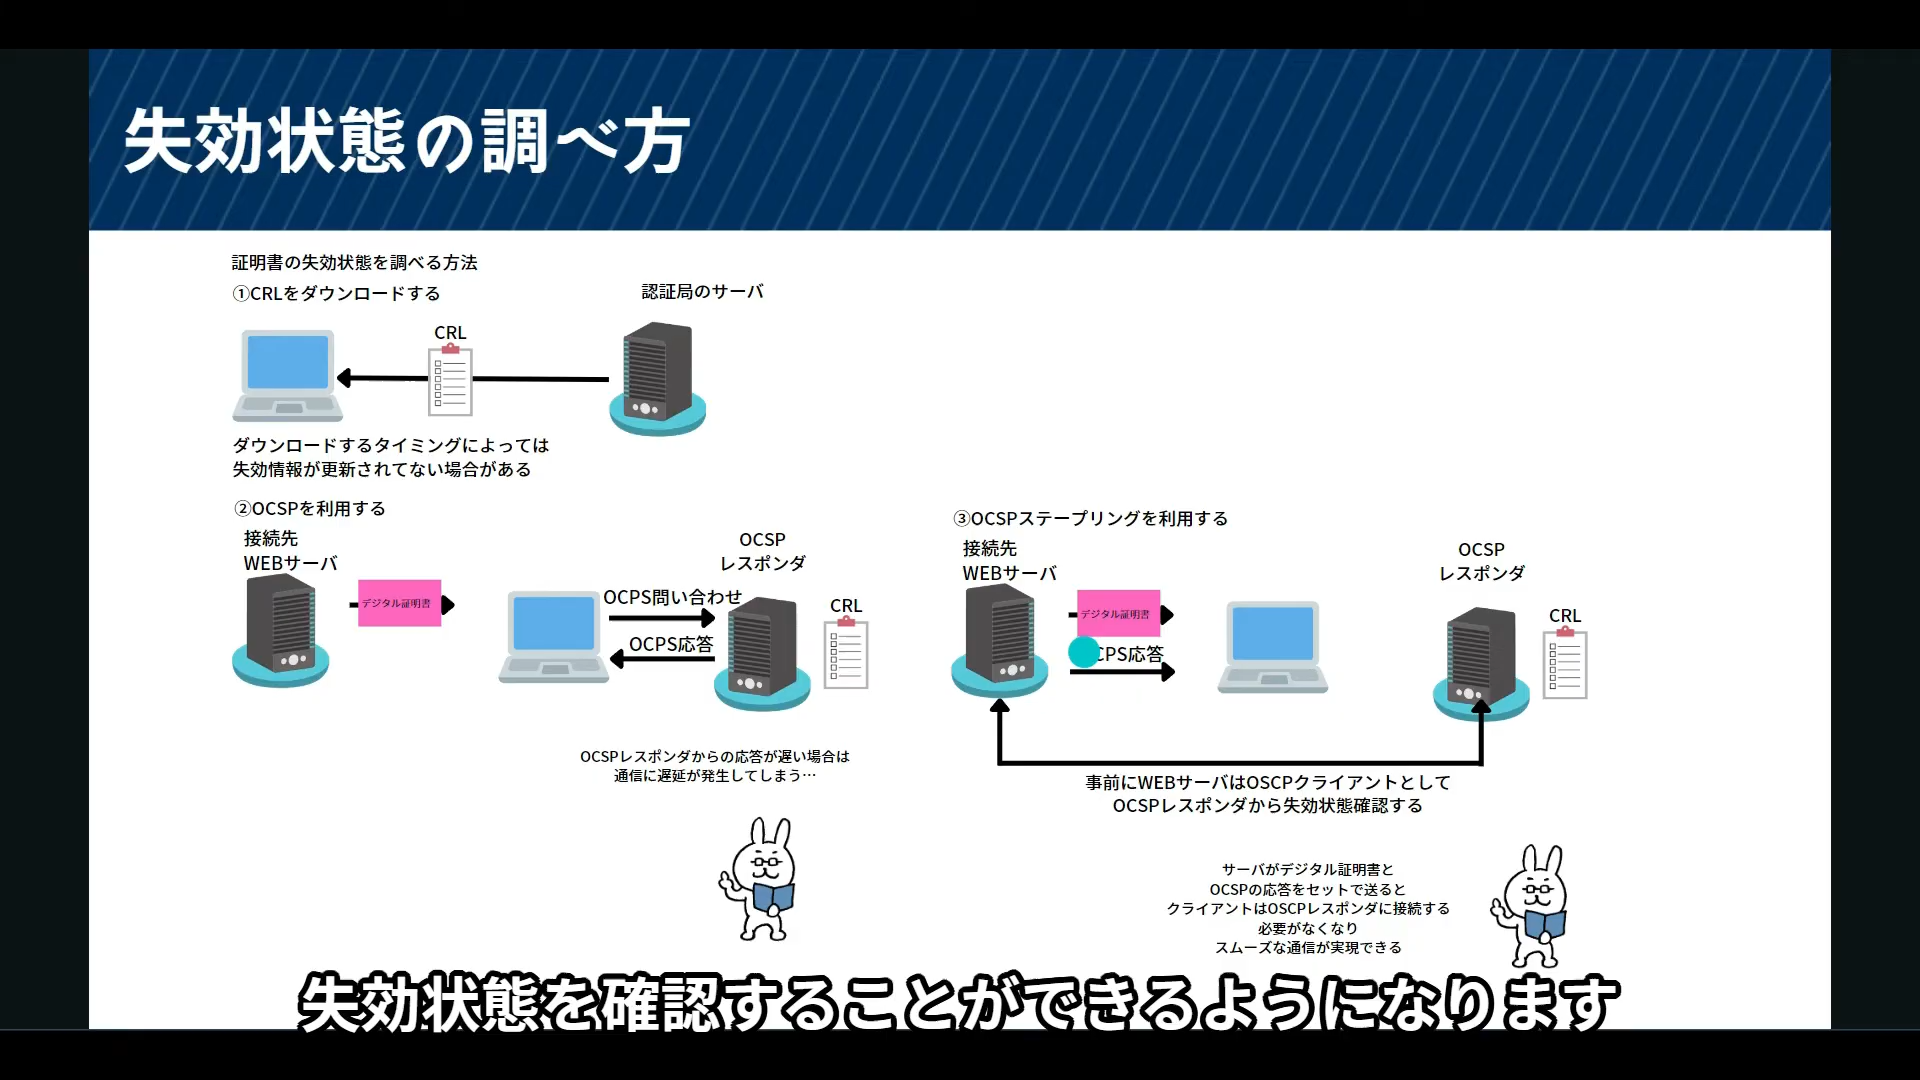 失効状態の調べ方
証明書の失効状態を調べる方法
①CRLをダウンロードする
認証局のサーバ
CRL
ダウンロードするタイミングによっては
失効情報が更新されてない場合がある
②OCSPを利用する
接続先
WEBサーバ
デジタル証明書
OCPS問い合わせ
OCPS応答
OCSP
レスポンダ
CRL
OCSPレスポンダからの応答が遅い場合は
通信に遅延が発生してしまう…
③OCSPステープリングを利用する
接続先
WEBサーバ
デジタル証明書
CPS応答
OCSP
レスポンダ
CRL
事前にWEBサーバはOSCPクライアントとして
OCSPレスポンダから失効状態確認する
サーバがデジタル証明書と
OCSPの応答をセットで送ると
クライアントはOSCPレスポンダに接続する
必要がなくなり
スムーズな通信が実現できる
失効状態を確認することができるようになります